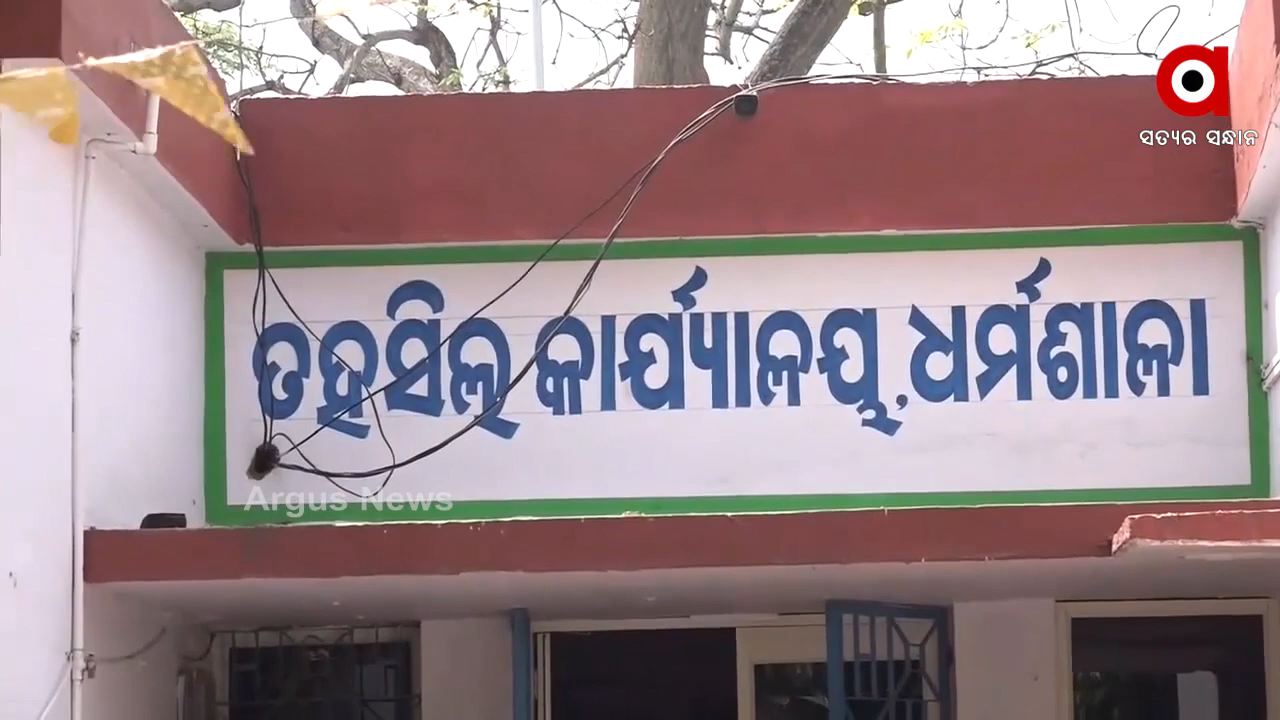 ସତ୍ୟର ସନ୍ଧାନ
ତହସିଲ କାର୍ଯ୍ୟାଳୟ, ଧର୍ମଶାଳା
Argus News